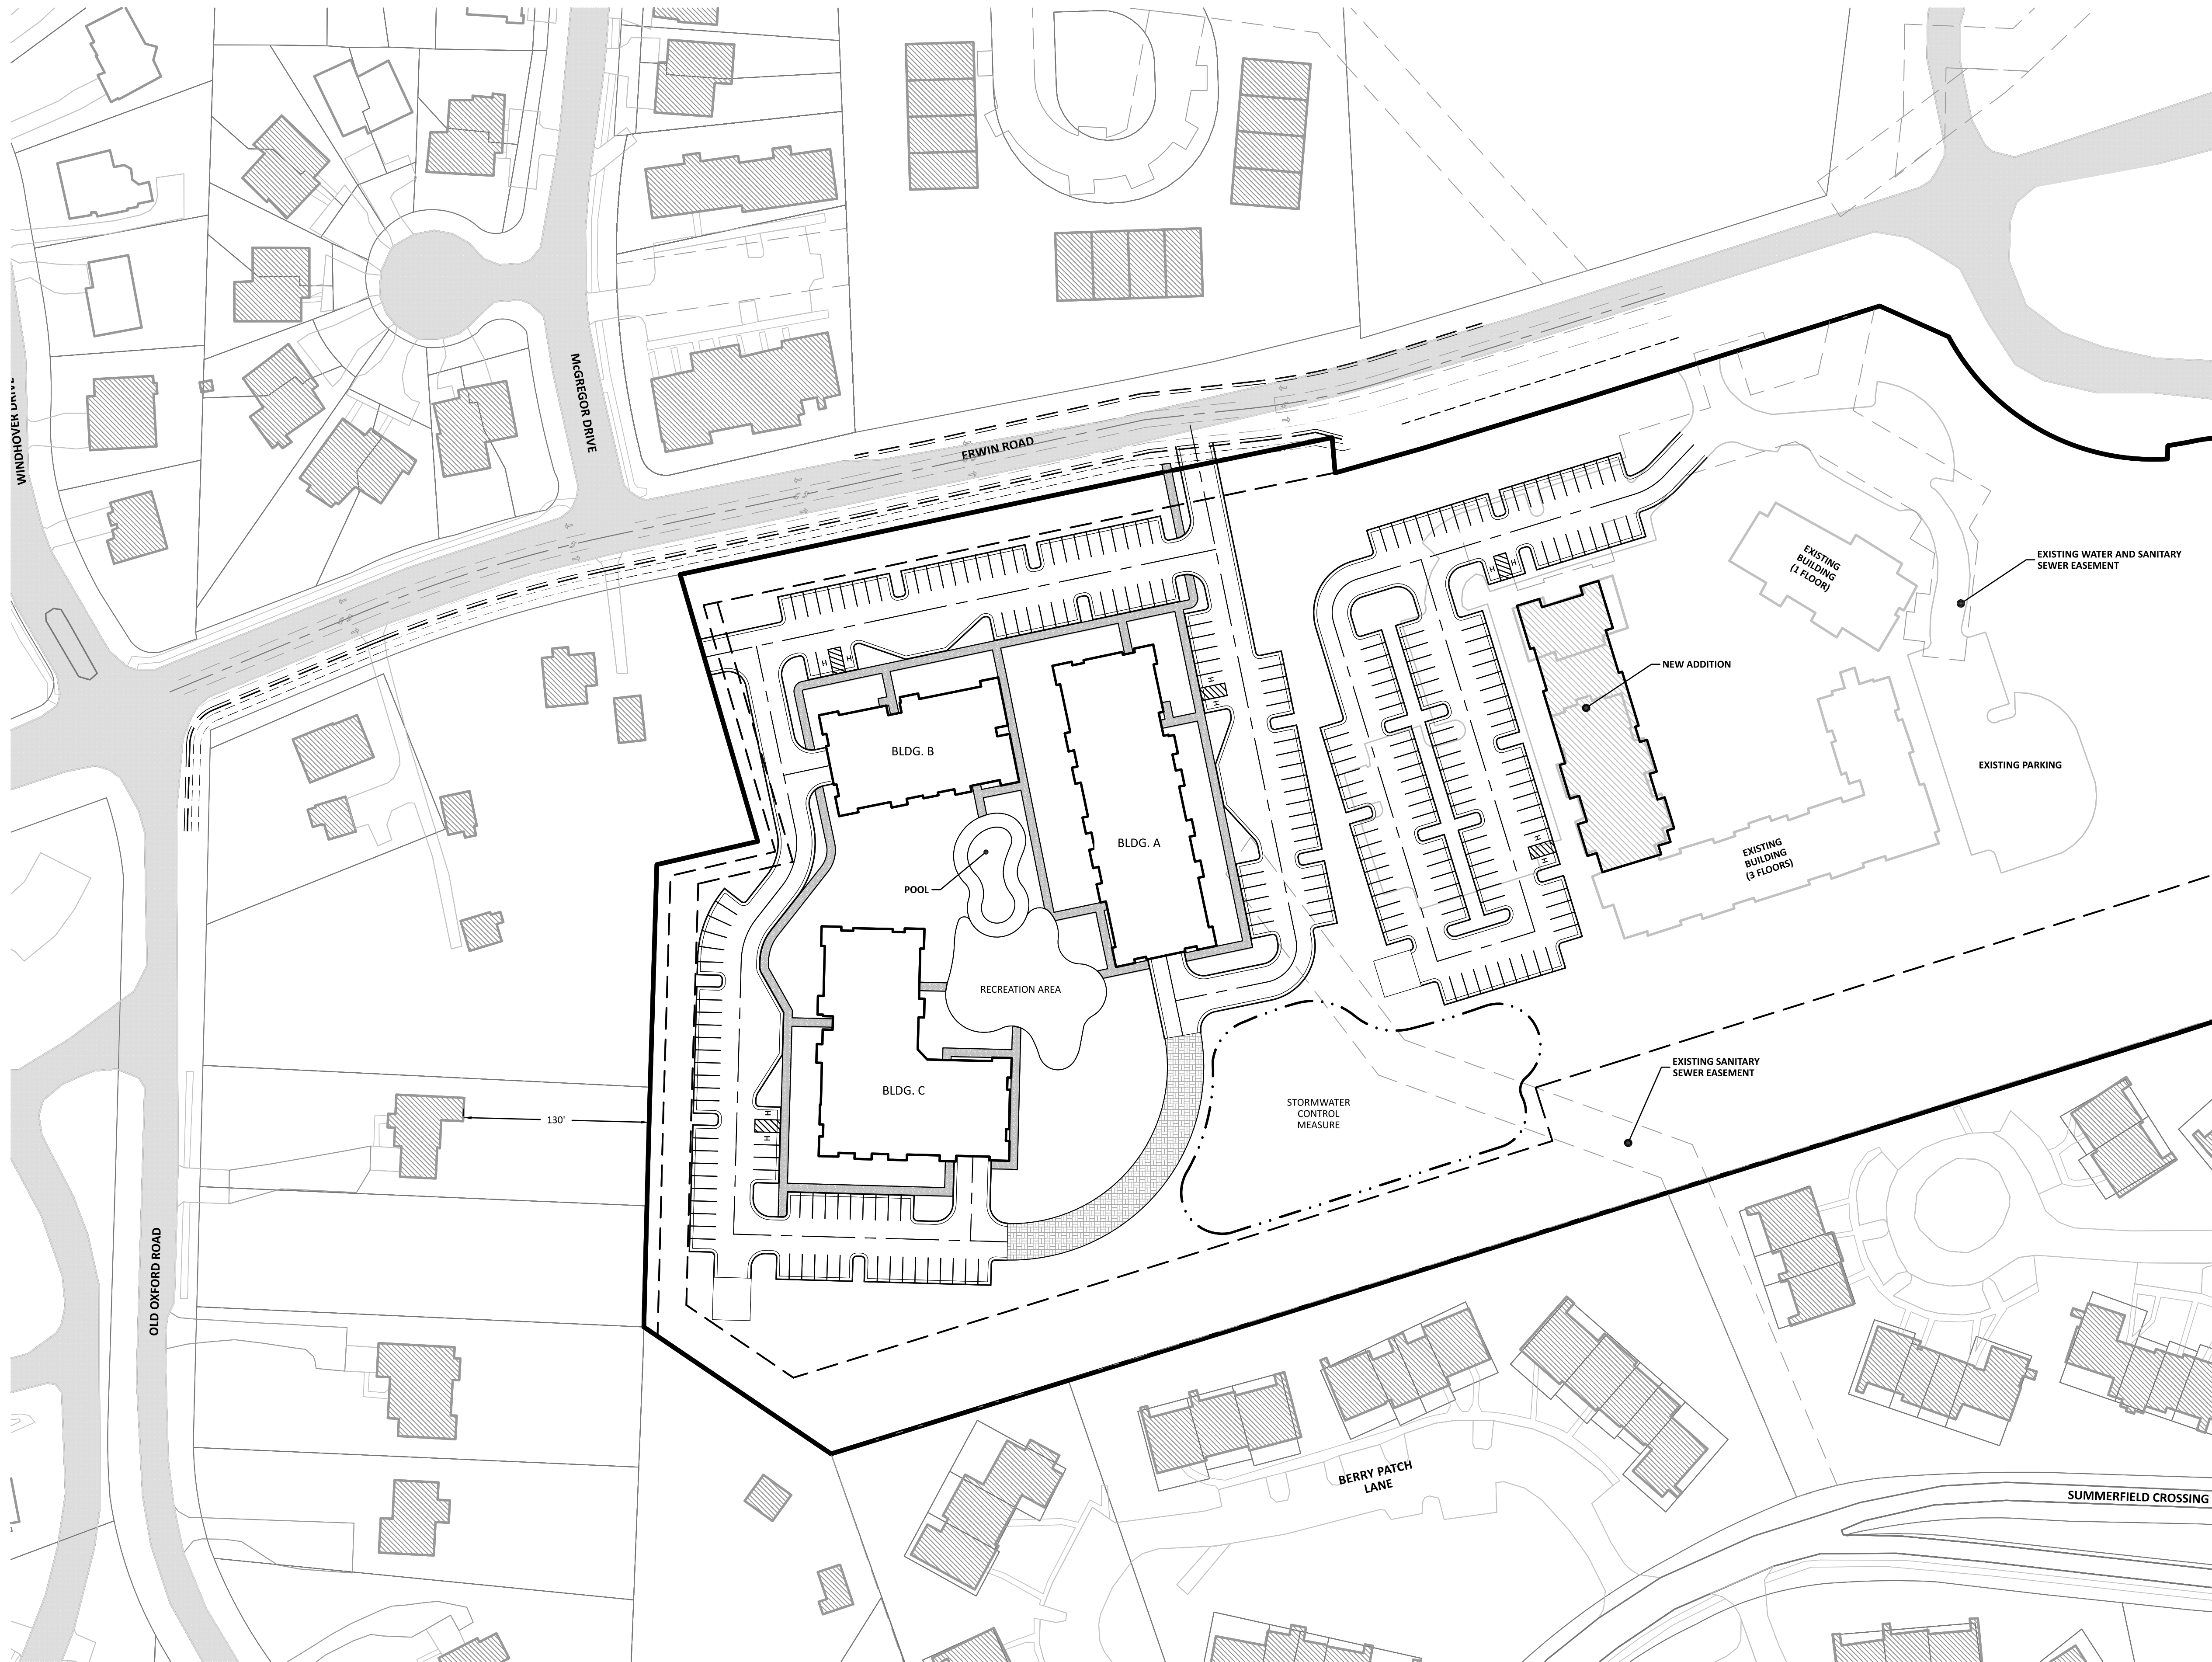 WINDHOVER DRIVE
McGREGOR DRIVE
ERWIN ROAD
EXISTING
BUILDING
(1 FLOOR)
EXISTING WATER AND SANITARY
SEWER EASEMENT
H
H
H
H
NEW ADDITION
H
H
BLDG. B
EXISTING PARKING
BLDG. A
H
H
EXISTING
BUILDING
(3 FLOORS)
POOL
RECREATION AREA
EXISTING SANITARY
SEWER EASEMENT
BLDG. C
STORMWATER
CONTROL
MEASURE
130'
H
H
OLD OXFORD ROAD
BERRY PATCH
LANE
SUMMERFIELD CROSSING